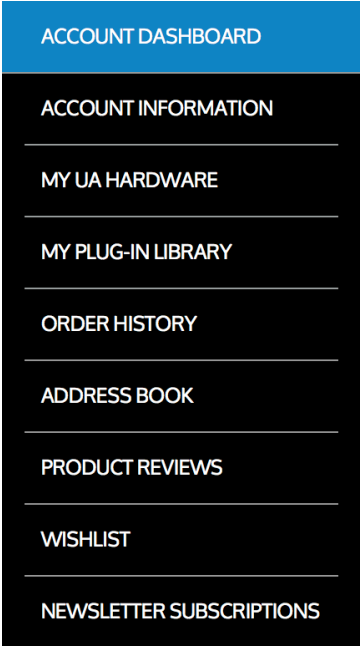 ACCOUNT DASHBOARD
ACCOUNT INFORMATION
MY UA HARDWARE
MY PLUG-IN LIBRARY
ORDER HISTORY
ADDRESS BOOK
PRODUCT REVIEWS
WISHLIST
NEWSLETTER SUBSCRIPTIONS